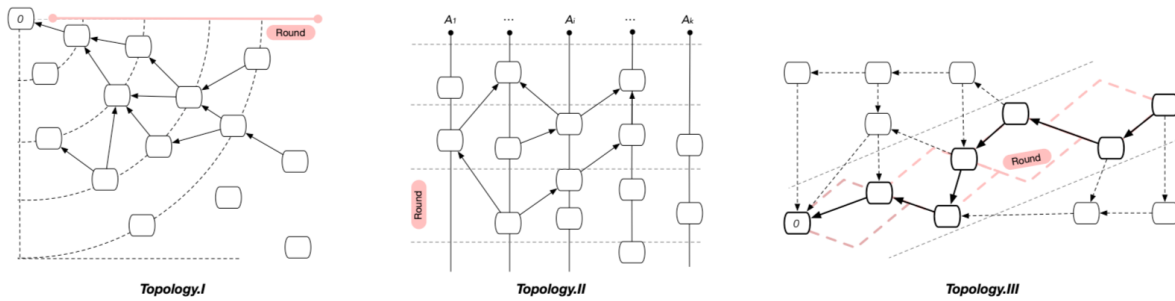 0
Round
Topology.I
A1 ... Ai ... Ak
Round
Topology.II
Round
0
Topology.III